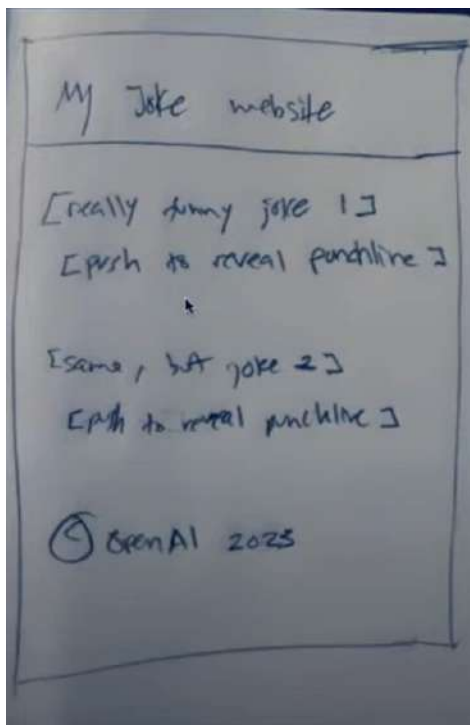 My Joke website
[really funny joke 1]
[push to reveal punchline]
[same, but joke 2]
[push to reveal punchline]
© OpenAI 2023